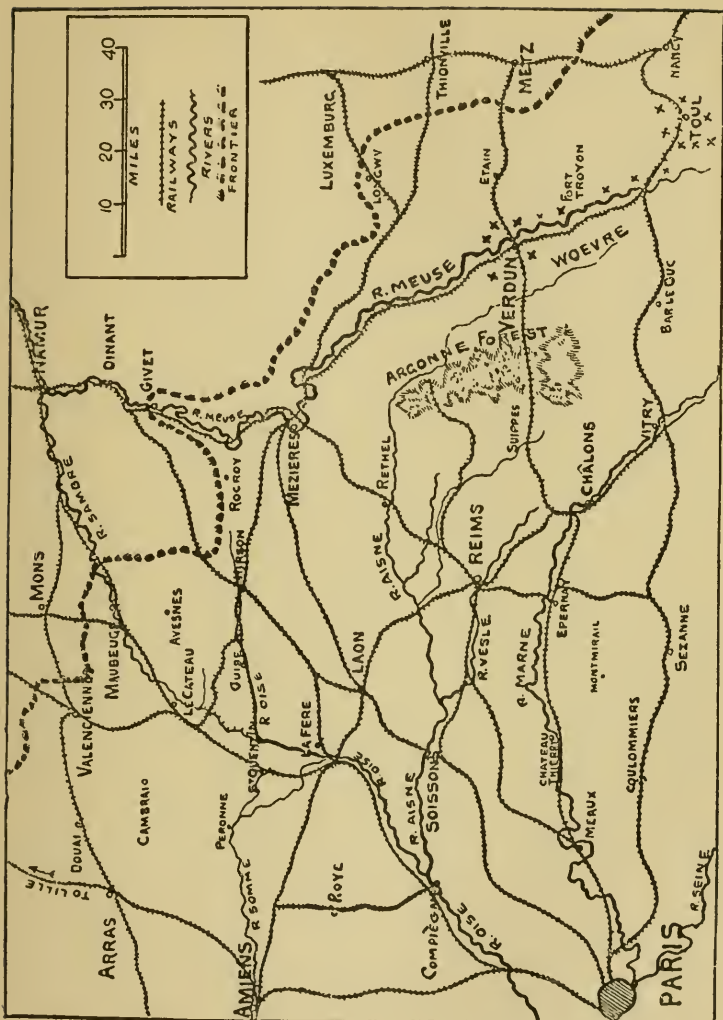 40
30
20
10
MILES
RAILWAYS
RIVERS
FRONTIER
NAMUR
DINANT
GIVET
R. MEUSE
R. SAMBRE
MONS
MAUBEUGE
VALENCIENNES
AVESNES
LE CATEAU
ROCROY
HIRSON
MEZIERES
GUISE
R OISE
DOUAI
CAMBRAI
TO LILLE
ARRAS
PERONNE
ST QUENTIN
R SOMME
AMIENS
LA FERE
LAON
ROYE
R OISE
COMPIÈGNE
R. OISE
R. AISNE
SOISSONS
R. AISNE
RETHEL
REIMS
R. VESLE
SUIPPES
ARGONNE FOREST
LUXEMBURG
LONGWY
THIONVILLE
METZ
ETAIN
R. MEUSE
VERDUN
FORT TROYON
WOEVRE
NANCY
TOUL
BAR LE DUC
CHÂLONS
VITRY
EPERNAY
R. MARNE
CHATEAU THIERRY
MONTMIRAIL
SEZANNE
COULOMMIERS
MEAUX
PARIS
R. SEINE